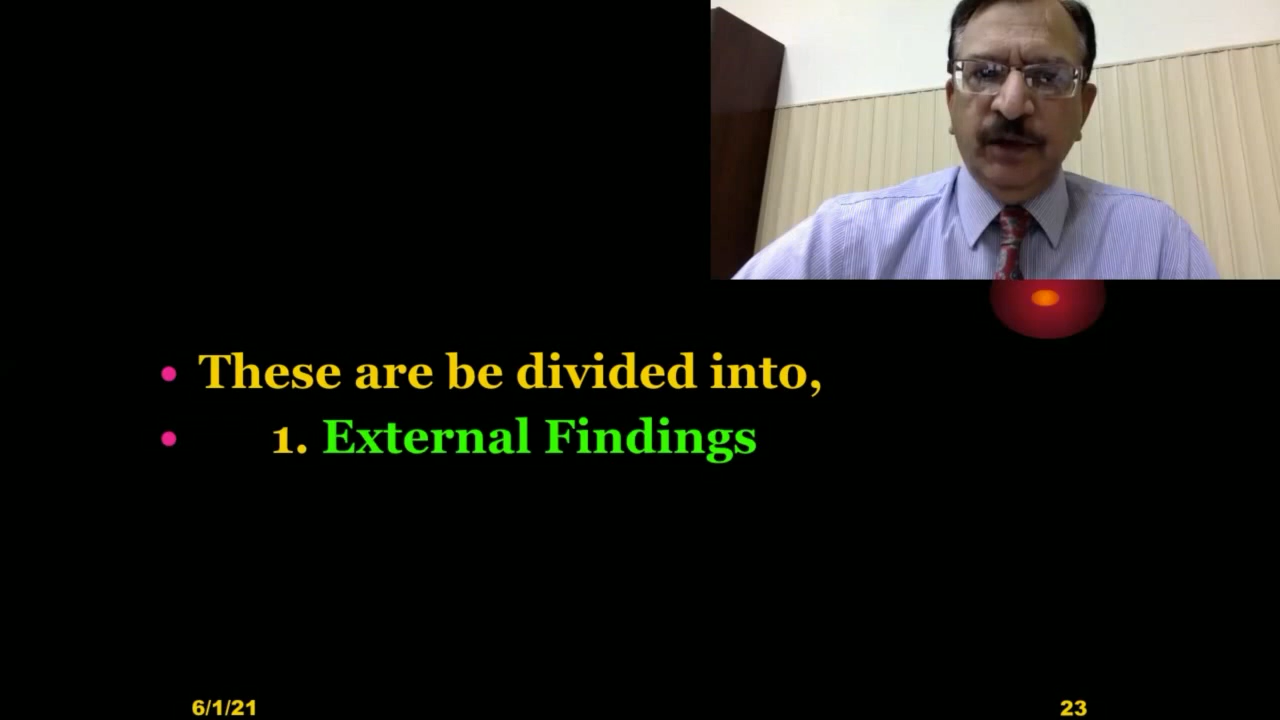 • These are be divided into,
• 1. External Findings
6/1/21
23